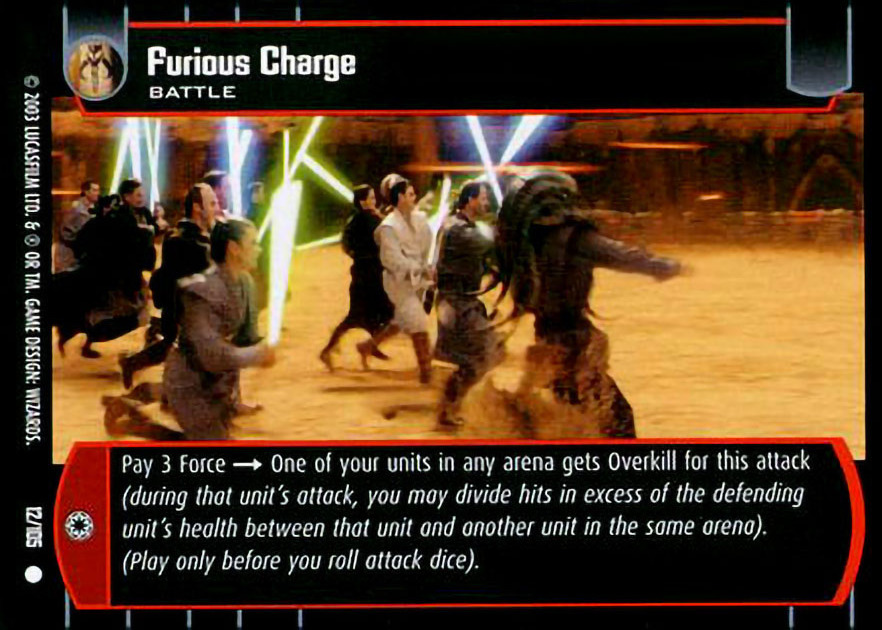 Furious Charge
BATTLE
Pay 3 Force → One of your units in any arena gets Overkill for this attack
(during that unit's attack, you may divide hits in excess of the defending
unit's health between that unit and another unit in the same arena).
(Play only before you roll attack dice).
© 2003 LUCASFILM LTD. & ® OR TM. GAME DESIGN: WIZARDS.
12/105